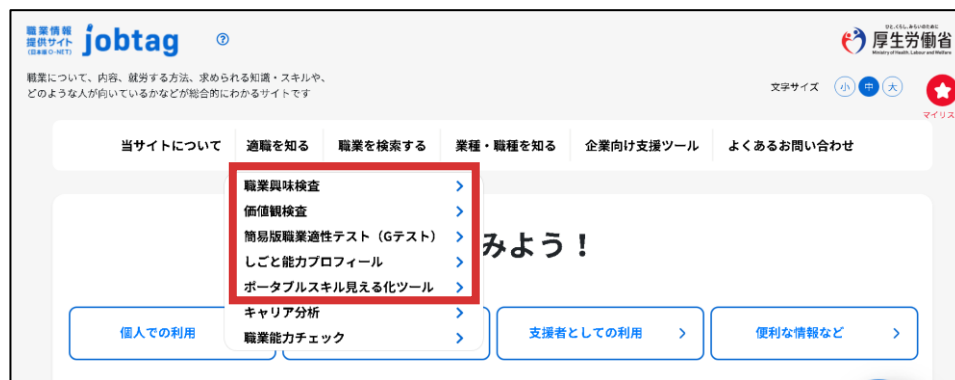 職業情報
提供サイト
(日本版O-NET)
jobtag
?
ひと、くらし、みらいのために
厚生労働省
Ministry of Health, Labour and Welfare
職業について、内容、就労する方法、求められる知識・スキルや、
どのような人が向いているかなどが総合的にわかるサイトです
文字サイズ 小 中 大
マイリス
当サイトについて 適職を知る 職業を検索する 業種・職種を知る 企業向け支援ツール よくあるお問い合わせ
職業興味検査
価値観検査
簡易版職業適性テスト（Gテスト）
しごと能力プロフィール
ポータブルスキル見える化ツール
キャリア分析
職業能力チェック
みよう！
個人での利用
支援者としての利用
便利な情報など